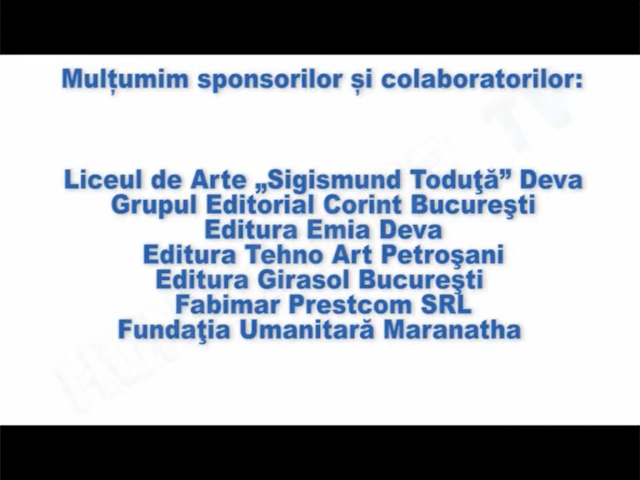 Mulțumim sponsorilor și colaboratorilor:
Liceul de Arte „Sigismund Toduţă” Deva
Grupul Editorial Corint Bucureşti
Editura Emia Deva
Editura Tehno Art Petroşani
Editura Girasol Bucureşti
Fabimar Prestcom SRL
Fundaţia Umanitară Maranatha